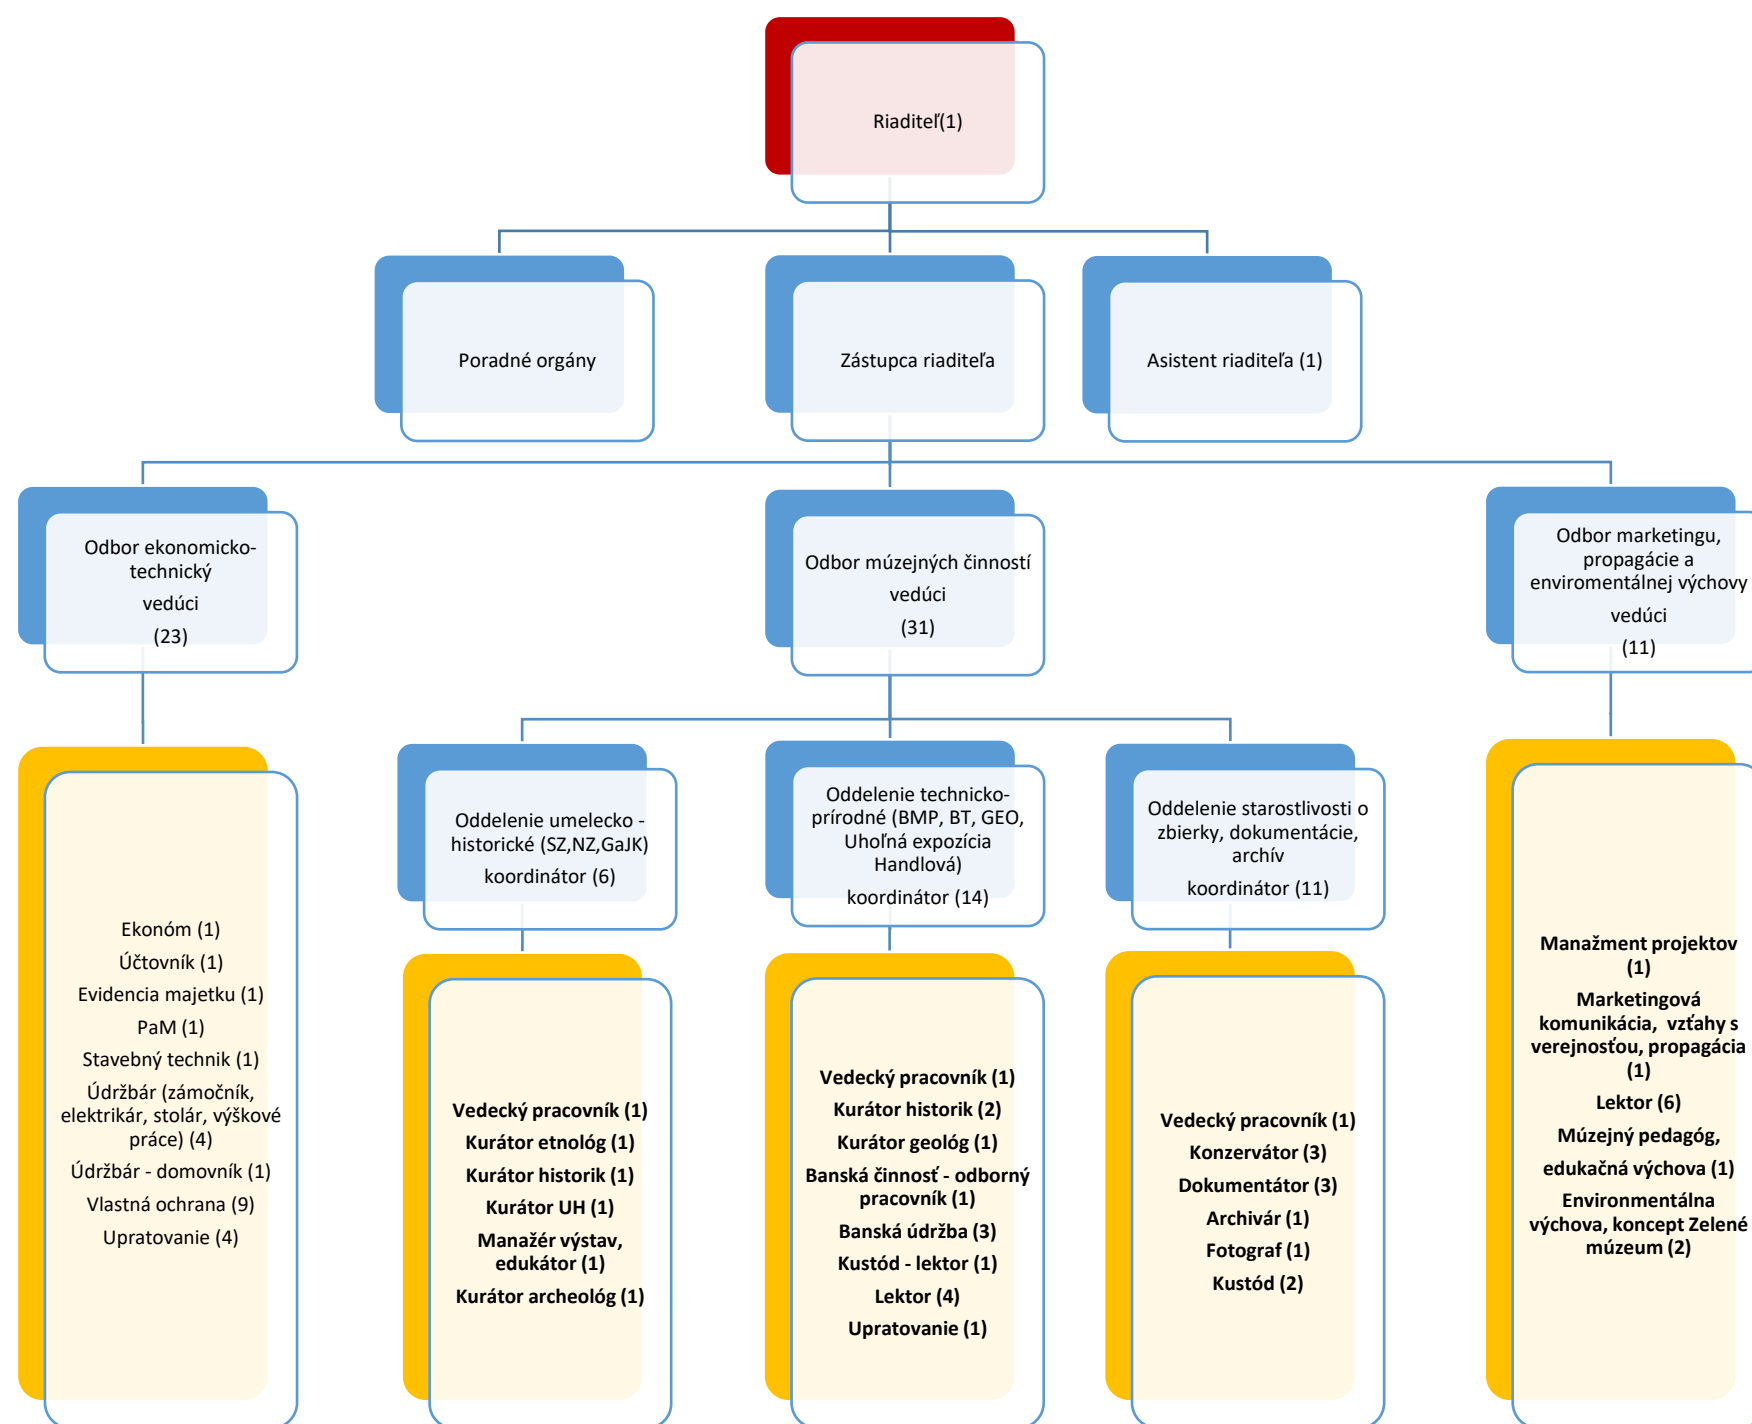 Riaditeľ(1)
Poradné orgány
Zástupca riaditeľa
Asistent riaditeľa (1)
Odbor ekonomicko-
technický
vedúci
(23)
Odbor múzejných činností
vedúci
(31)
Odbor marketingu,
propagácie a
enviromentálnej výchovy
vedúci
(11)
Oddelenie umelecko -
historické (SZ,NZ,GaJK)
koordinátor (6)
Oddelenie technicko-
prírodné (BMP, BT, GEO,
Uhoľná expozícia
Handlová)
koordinátor (14)
Oddelenie starostlivosti o
zbierky, dokumentácie,
archív
koordinátor (11)
Ekonóm (1)
Účtovník (1)
Evidencia majetku (1)
PaM (1)
Stavebný technik (1)
Údržbár (zámočník,
elektrikár, stolár, výškové
práce) (4)
Údržbár - domovník (1)
Vlastná ochrana (9)
Upratovanie (4)
Vedecký pracovník (1)
Kurátor etnológ (1)
Kurátor historik (1)
Kurátor UH (1)
Manažér výstav,
edukátor (1)
Kurátor archeológ (1)
Vedecký pracovník (1)
Kurátor historik (2)
Kurátor geológ (1)
Banská činnosť - odborný
pracovník (1)
Banská údržba (3)
Kustód - lektor (1)
Lektor (4)
Upratovanie (1)
Vedecký pracovník (1)
Konzervátor (3)
Dokumentátor (3)
Archivár (1)
Fotograf (1)
Kustód (2)
Manažment projektov
(1)
Marketingová
komunikácia,  vzťahy s
verejnosťou, propagácia
(1)
Lektor (6)
Múzejný pedagóg,
edukačná výchova (1)
Environmentálna
výchova, koncept Zelené
múzeum (2)